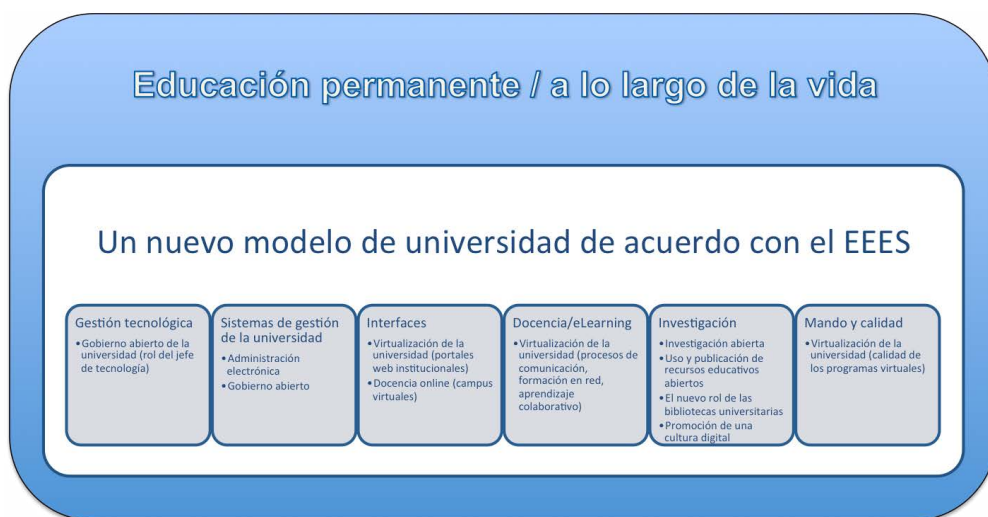 Educación permanente / a lo largo de la vida
Un nuevo modelo de universidad de acuerdo con el EEES
Gestión tecnológica
•Gobierno abierto de la
universidad (rol del jefe
de tecnología)
Sistemas de gestión
de la universidad
•Administración
electrónica
•Gobierno abierto
Interfaces
•Virtualización de la
universidad (portales
web institucionales)
•Docencia online (campus
virtuales)
Docencia/eLearning
•Virtualización de la
universidad (procesos de
comunicación,
formación en red,
aprendizaje
colaborativo)
Investigación
•Investigación abierta
•Uso y publicación de
recursos educativos
abiertos
•El nuevo rol de las
bibliotecas universitarias
•Promoción de una
cultura digital
Mando y calidad
•Virtualización de la
universidad (calidad de
los programas virtuales)